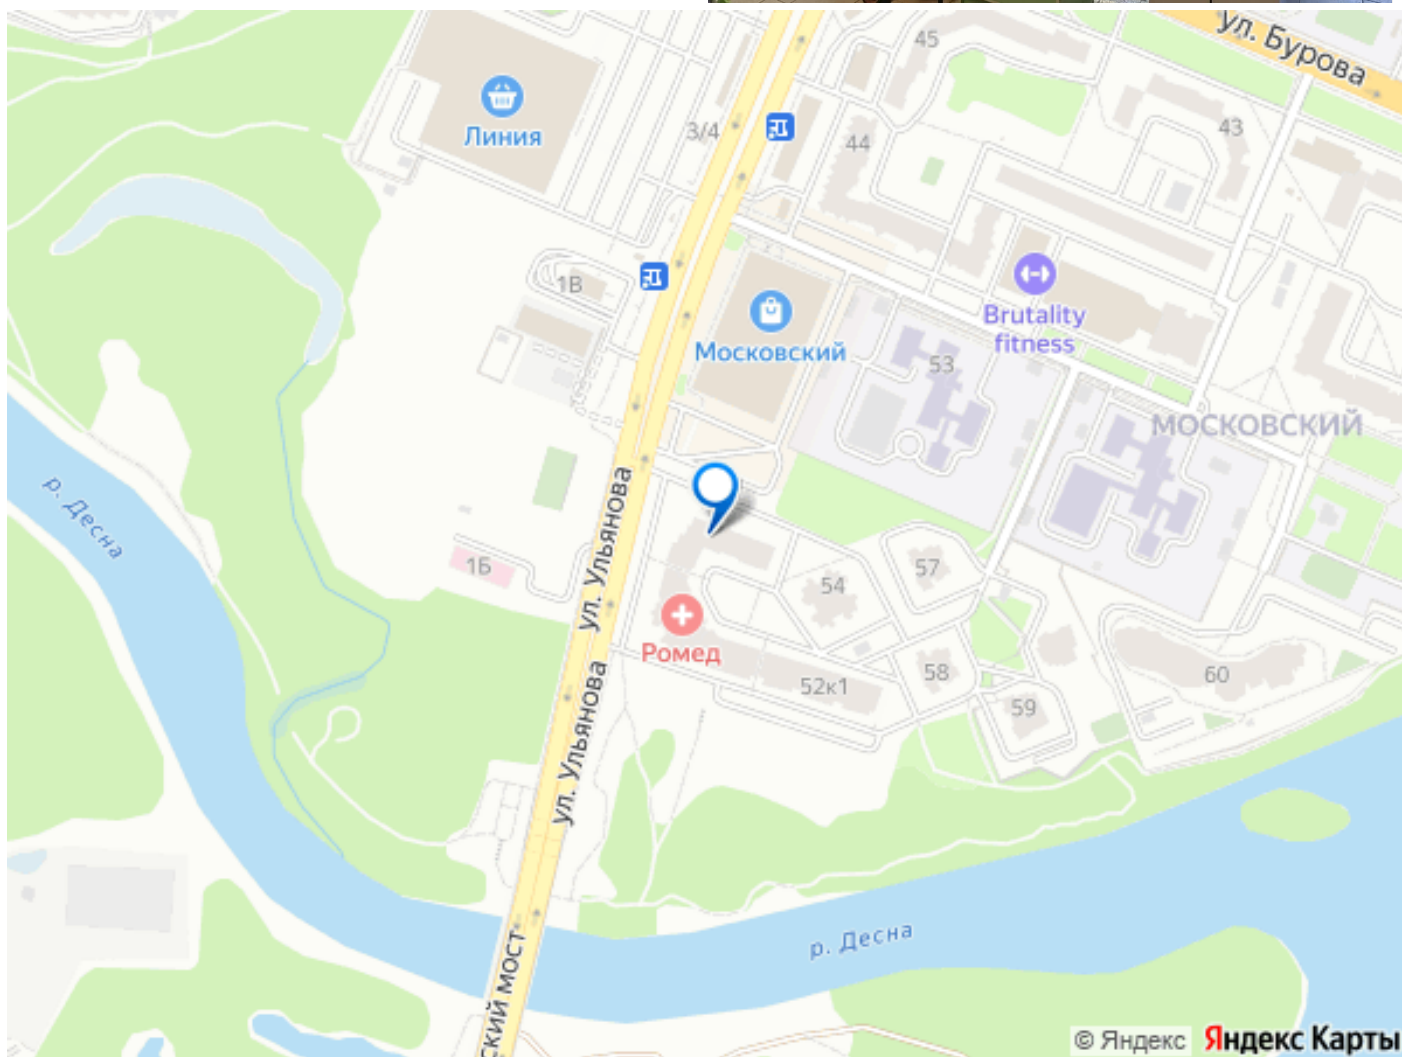 45
ул. Бурова
Линия
3/4
44
43
1В
Московский
Brutality
fitness
53
МОСКОВСКИЙ
р. Десна
ул. Ульянова
1Б
54
57
Ромед
52к1
58
59
60
ул. Ульянова
р. Десна
ский мост
© Яндекс Яндекс Карты